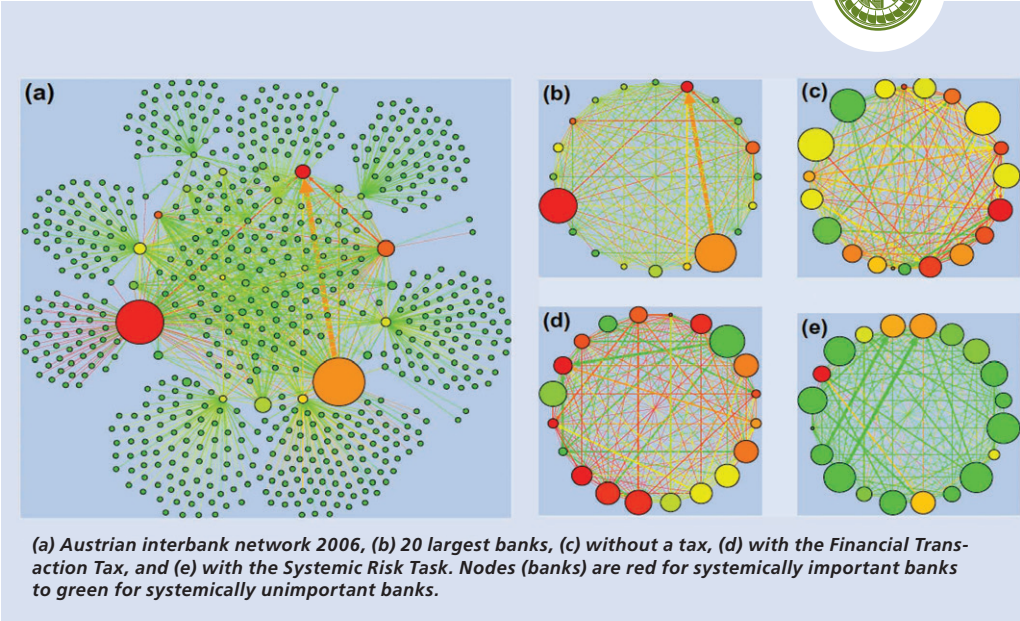 (a)
(b)
(c)
(d)
(e)
(a) Austrian interbank network 2006, (b) 20 largest banks, (c) without a tax, (d) with the Financial Trans-
action Tax, and (e) with the Systemic Risk Task. Nodes (banks) are red for systemically important banks
to green for systemically unimportant banks.